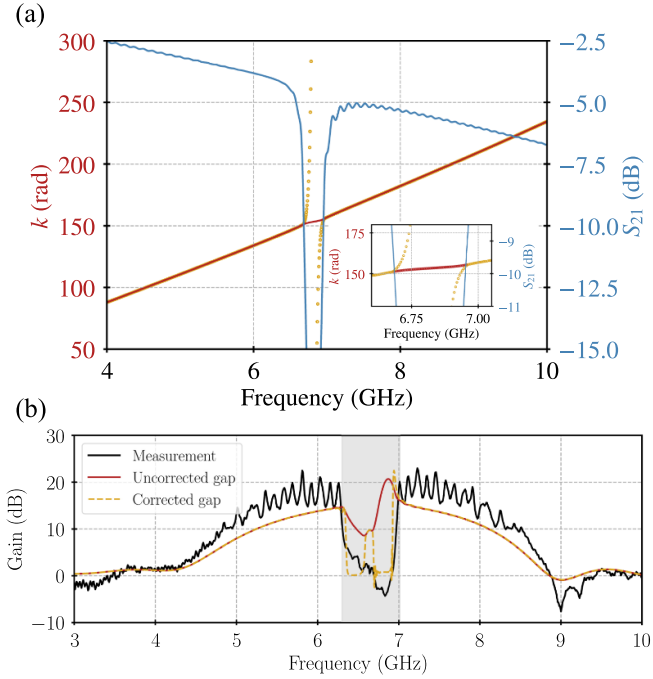 (a)
300
250
200
150
100
50
k (rad)
−2.5
−5.0
−7.5
−10.0
−12.5
−15.0
S21 (dB)
175
150
k (rad)
−9
−10
−11
S21 (dB)
6.75 7.00
Frequency (GHz)
4 6 8 10
Frequency (GHz)
(b)
30
20
10
0
−10
Gain (dB)
Measurement
Uncorrected gap
Corrected gap
3 4 5 6 7 8 9 10
Frequency (GHz)